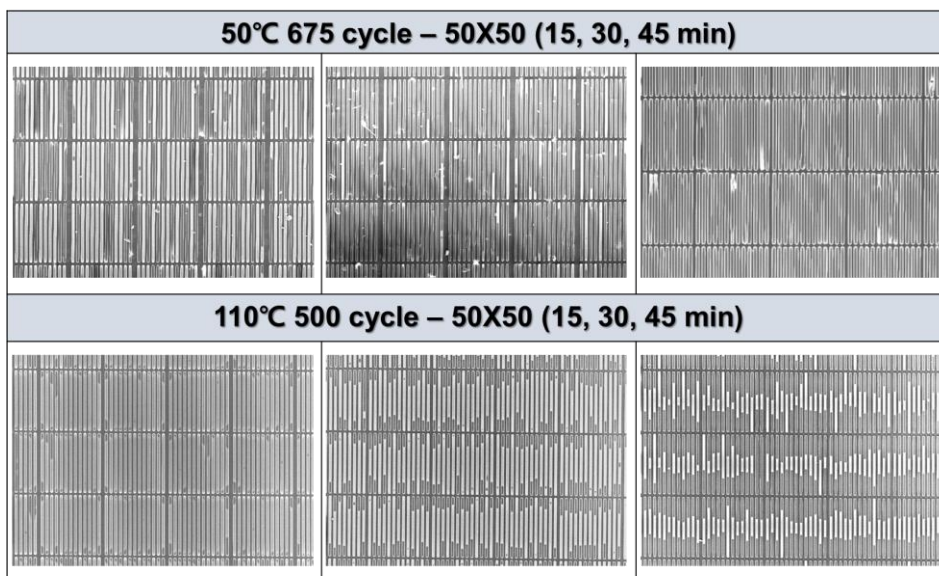 50℃ 675 cycle – 50X50 (15, 30, 45 min)
110℃ 500 cycle – 50X50 (15, 30, 45 min)